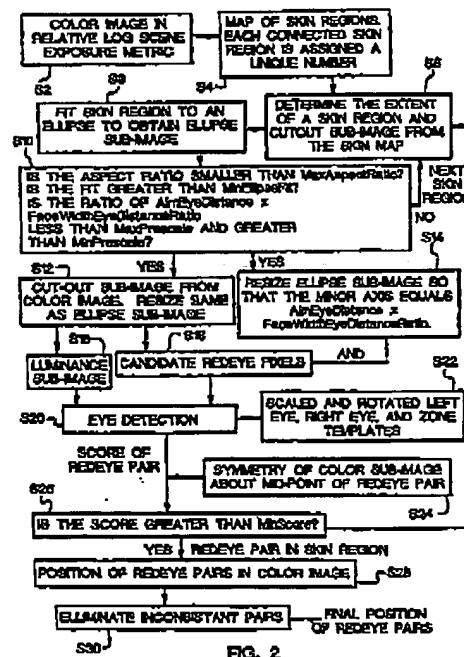 COLOR IMAGE IN
RELATIVE LOG SCENE
EXPOSURE METRIC
S2
MAP OF SKIN REGIONS.
EACH CONNECTED SKIN
REGION IS ASSIGNED A
UNIQUE NUMBER
S4
S8
FIT SKIN REGION TO AN
ELLIPSE TO OBTAIN ELLIPSE
SUB-IMAGE
S6
DETERMINE THE EXTENT
OF A SKIN REGION AND
CUTOUT SUB-IMAGE FROM
THE SKIN MAP
S10
IS THE ASPECT RATIO SMALLER THAN MaxAspectRatio?
IS THE FIT GREATER THAN MinEllipseFit?
IS THE RATIO OF AimEyeDistance x
FaceWidthEyeDistanceRatio
LESS THAN MaxPrescale AND GREATER
THAN MinPrescale?
NEXT
SKIN
REGION
NO
S12
YES
YES
S14
CUT-OUT SUB-IMAGE FROM
COLOR IMAGE. RESIZE SAME
AS ELLIPSE SUB-IMAGE
RESIZE ELLIPSE SUB-IMAGE SO
THAT THE MINOR AXIS EQUALS
AimEyeDistance x
FaceWidthEyeDistanceRatio.
S16
S18
LUMINANCE
SUB-IMAGE
CANDIDATE REDEYE PIXELS
AND
S22
S20
EYE DETECTION
SCALED AND ROTATED LEFT
EYE, RIGHT EYE, AND ZONE
TEMPLATES
SCORE OF
REDEYE PAIR
SYMMETRY OF COLOR SUB-IMAGE
ABOUT MID-POINT OF REDEYE PAIR
S24
S26
IS THE SCORE GREATER THAN MinScore?
YES REDEYE PAIR IN SKIN REGION
POSITION OF REDEYE PAIRS IN COLOR IMAGE
S28
ELLIMINATE INCONSISTANT PAIRS
S30
FINAL POSITION
OF REDEYE PAIRS
FIG. 2